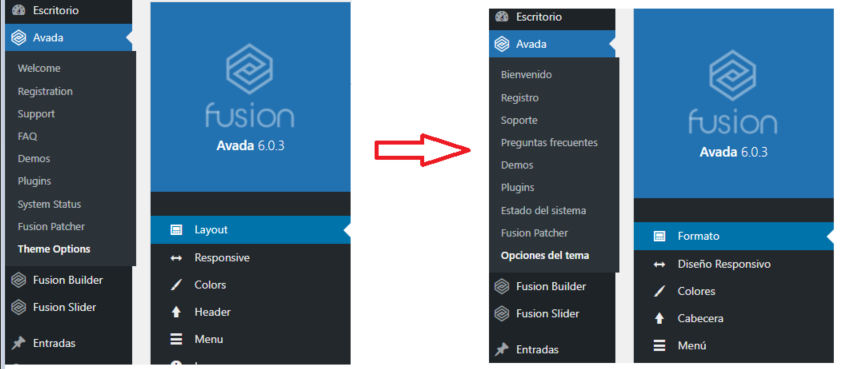 Escritorio
Avada
Welcome
Registration
Support
FAQ
Demos
Plugins
System Status
Fusion Patcher
Theme Options
Fusion Builder
Fusion Slider
Entradas
fusion
Avada 6.0.3
Layout
Responsive
Colors
Header
Menu
Escritorio
Avada
Bienvenido
Registro
Soporte
Preguntas frecuentes
Demos
Plugins
Estado del sistema
Fusion Patcher
Opciones del tema
Fusion Builder
Fusion Slider
Entradas
fusion
Avada 6.0.3
Formato
Diseño Responsivo
Colores
Cabecera
Menú